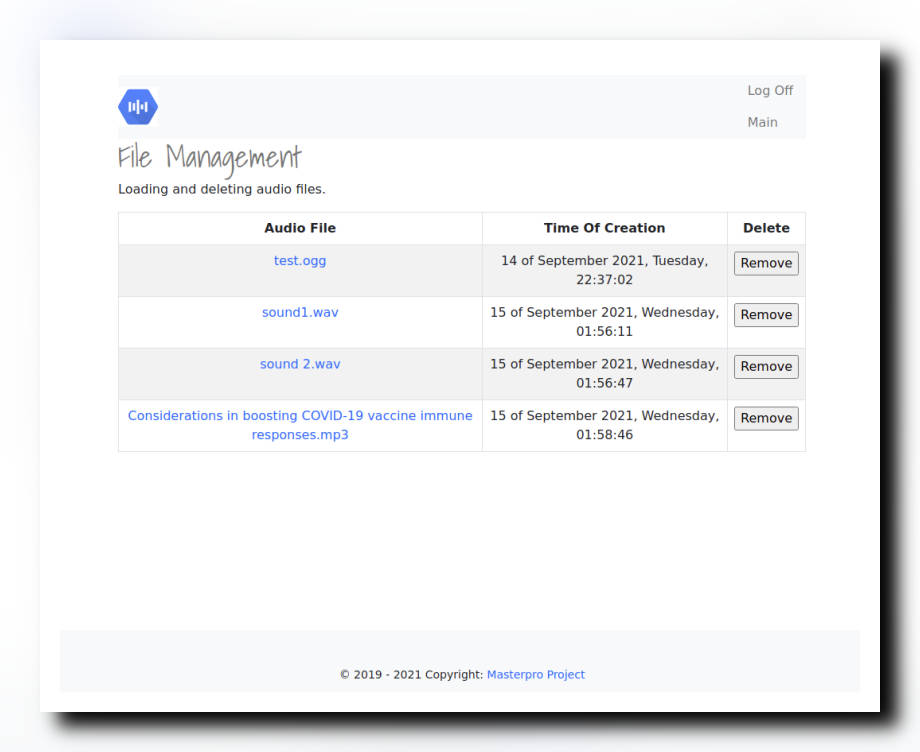 Log Off
Main
File Management
Loading and deleting audio files.
Audio File Time Of Creation Delete
test.ogg 14 of September 2021, Tuesday, Remove
22:37:02
sound1.wav 15 of September 2021, Wednesday, Remove
01:56:11
sound 2.wav 15 of September 2021, Wednesday, Remove
01:56:47
Considerations in boosting COVID-19 vaccine immune 15 of September 2021, Wednesday, Remove
responses.mp3 01:58:46
© 2019 - 2021 Copyright: Masterpro Project